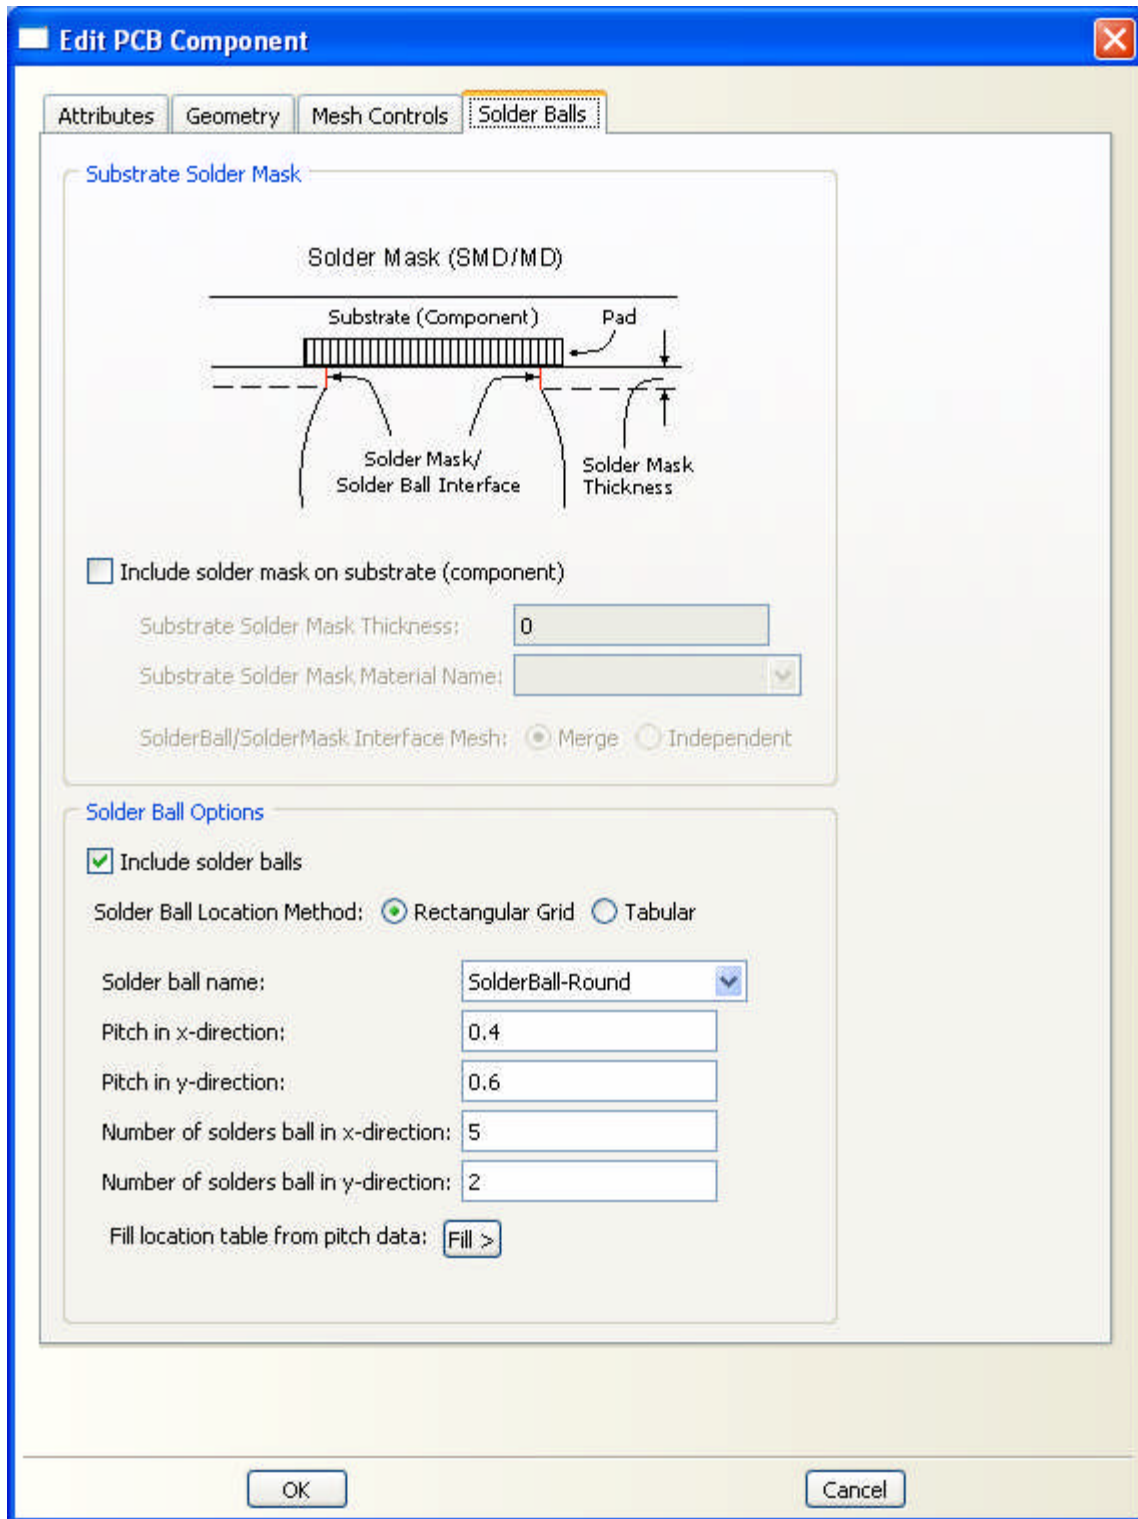 Edit PCB Component
Attributes Geometry Mesh Controls Solder Balls
Substrate Solder Mask
Solder Mask (SMD/MD)
Substrate (Component) Pad
Solder Mask/
Solder Ball Interface
Solder Mask
Thickness
Include solder mask on substrate (component)
Substrate Solder Mask Thickness: 0
Substrate Solder Mask Material Name:
SolderBall/SolderMask Interface Mesh: Merge Independent
Solder Ball Options
Include solder balls
Solder Ball Location Method: Rectangular Grid Tabular
Solder ball name: SolderBall-Round
Pitch in x-direction: 0.4
Pitch in y-direction: 0.6
Number of solders ball in x-direction: 5
Number of solders ball in y-direction: 2
Fill location table from pitch data: Fill >
OK Cancel